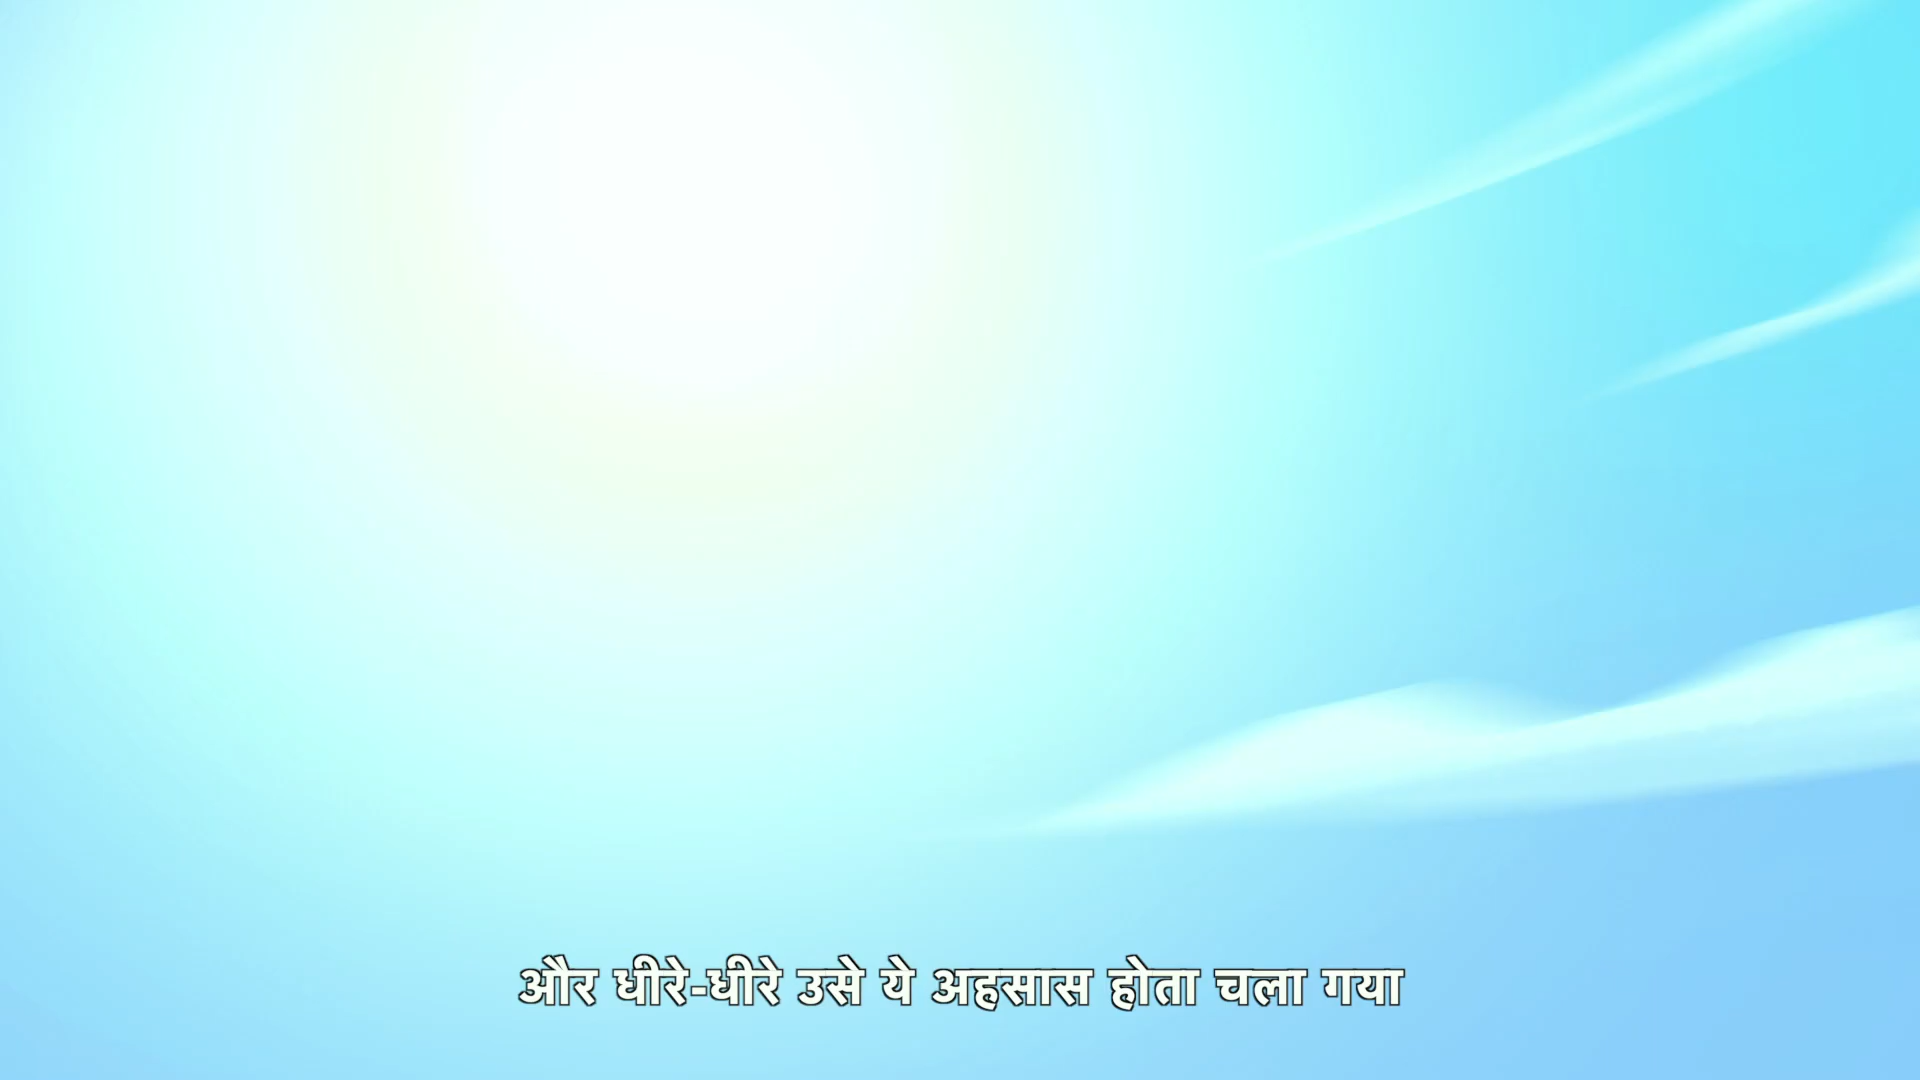 और धीरे-धीरे उसे ये अहसास होता चला गया